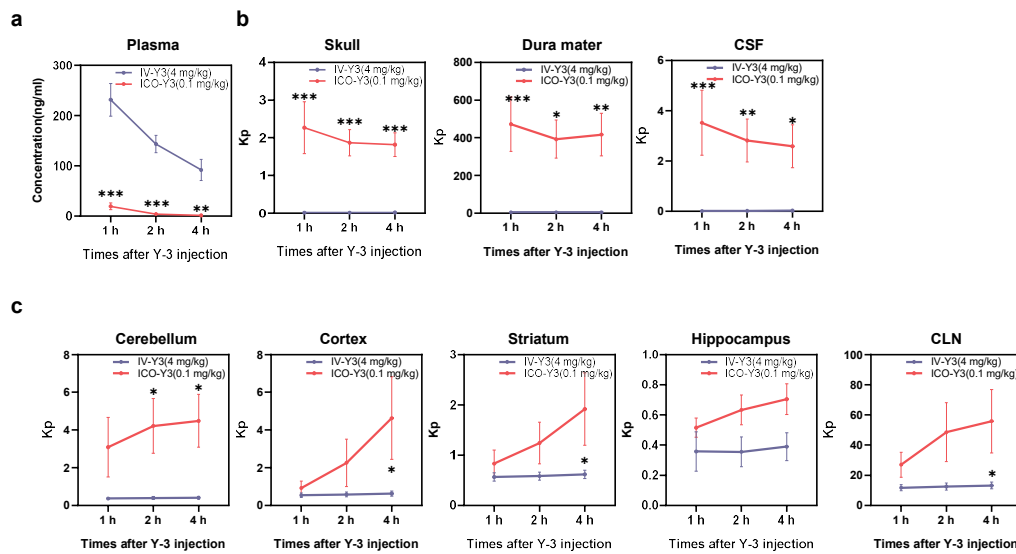 a
Plasma
IV-Y3(4 mg/kg)
ICO-Y3(0.1 mg/kg)
Concentration(ng/ml)
300
200
100
0
***
***
**
1 h
2 h
4 h
Times after Y-3 injection
b
Skull
IV-Y3(4 mg/kg)
ICO-Y3(0.1 mg/kg)
Kp
4
3
2
1
0
***
***
***
1 h
2 h
4 h
Times after Y-3 injection
Dura mater
IV-Y3(4 mg/kg)
ICO-Y3(0.1 mg/kg)
Kp
800
600
400
200
0
***
*
**
1 h
2 h
4 h
Times after Y-3 injection
CSF
IV-Y3(4 mg/kg)
ICO-Y3(0.1 mg/kg)
Kp
6
4
2
0
***
**
*
1 h
2 h
4 h
Times after Y-3 injection
c
Cerebellum
IV-Y3(4 mg/kg)
ICO-Y3(0.1 mg/kg)
Kp
8
6
4
2
0
*
*
1 h
2 h
4 h
Times after Y-3 injection
Cortex
IV-Y3(4 mg/kg)
ICO-Y3(0.1 mg/kg)
Kp
8
6
4
2
0
*
1 h
2 h
4 h
Times after Y-3 injection
Striatum
IV-Y3(4 mg/kg)
ICO-Y3(0.1 mg/kg)
Kp
3
2
1
0
*
1 h
2 h
4 h
Times after Y-3 injection
Hippocampus
IV-Y3(4 mg/kg)
ICO-Y3(0.1 mg/kg)
Kp
1.0
0.8
0.6
0.4
0.2
0.0
1 h
2 h
4 h
Times after Y-3 injection
CLN
IV-Y3(4 mg/kg)
ICO-Y3(0.1 mg/kg)
Kp
100
80
60
40
20
0
*
1 h
2 h
4 h
Times after Y-3 injection